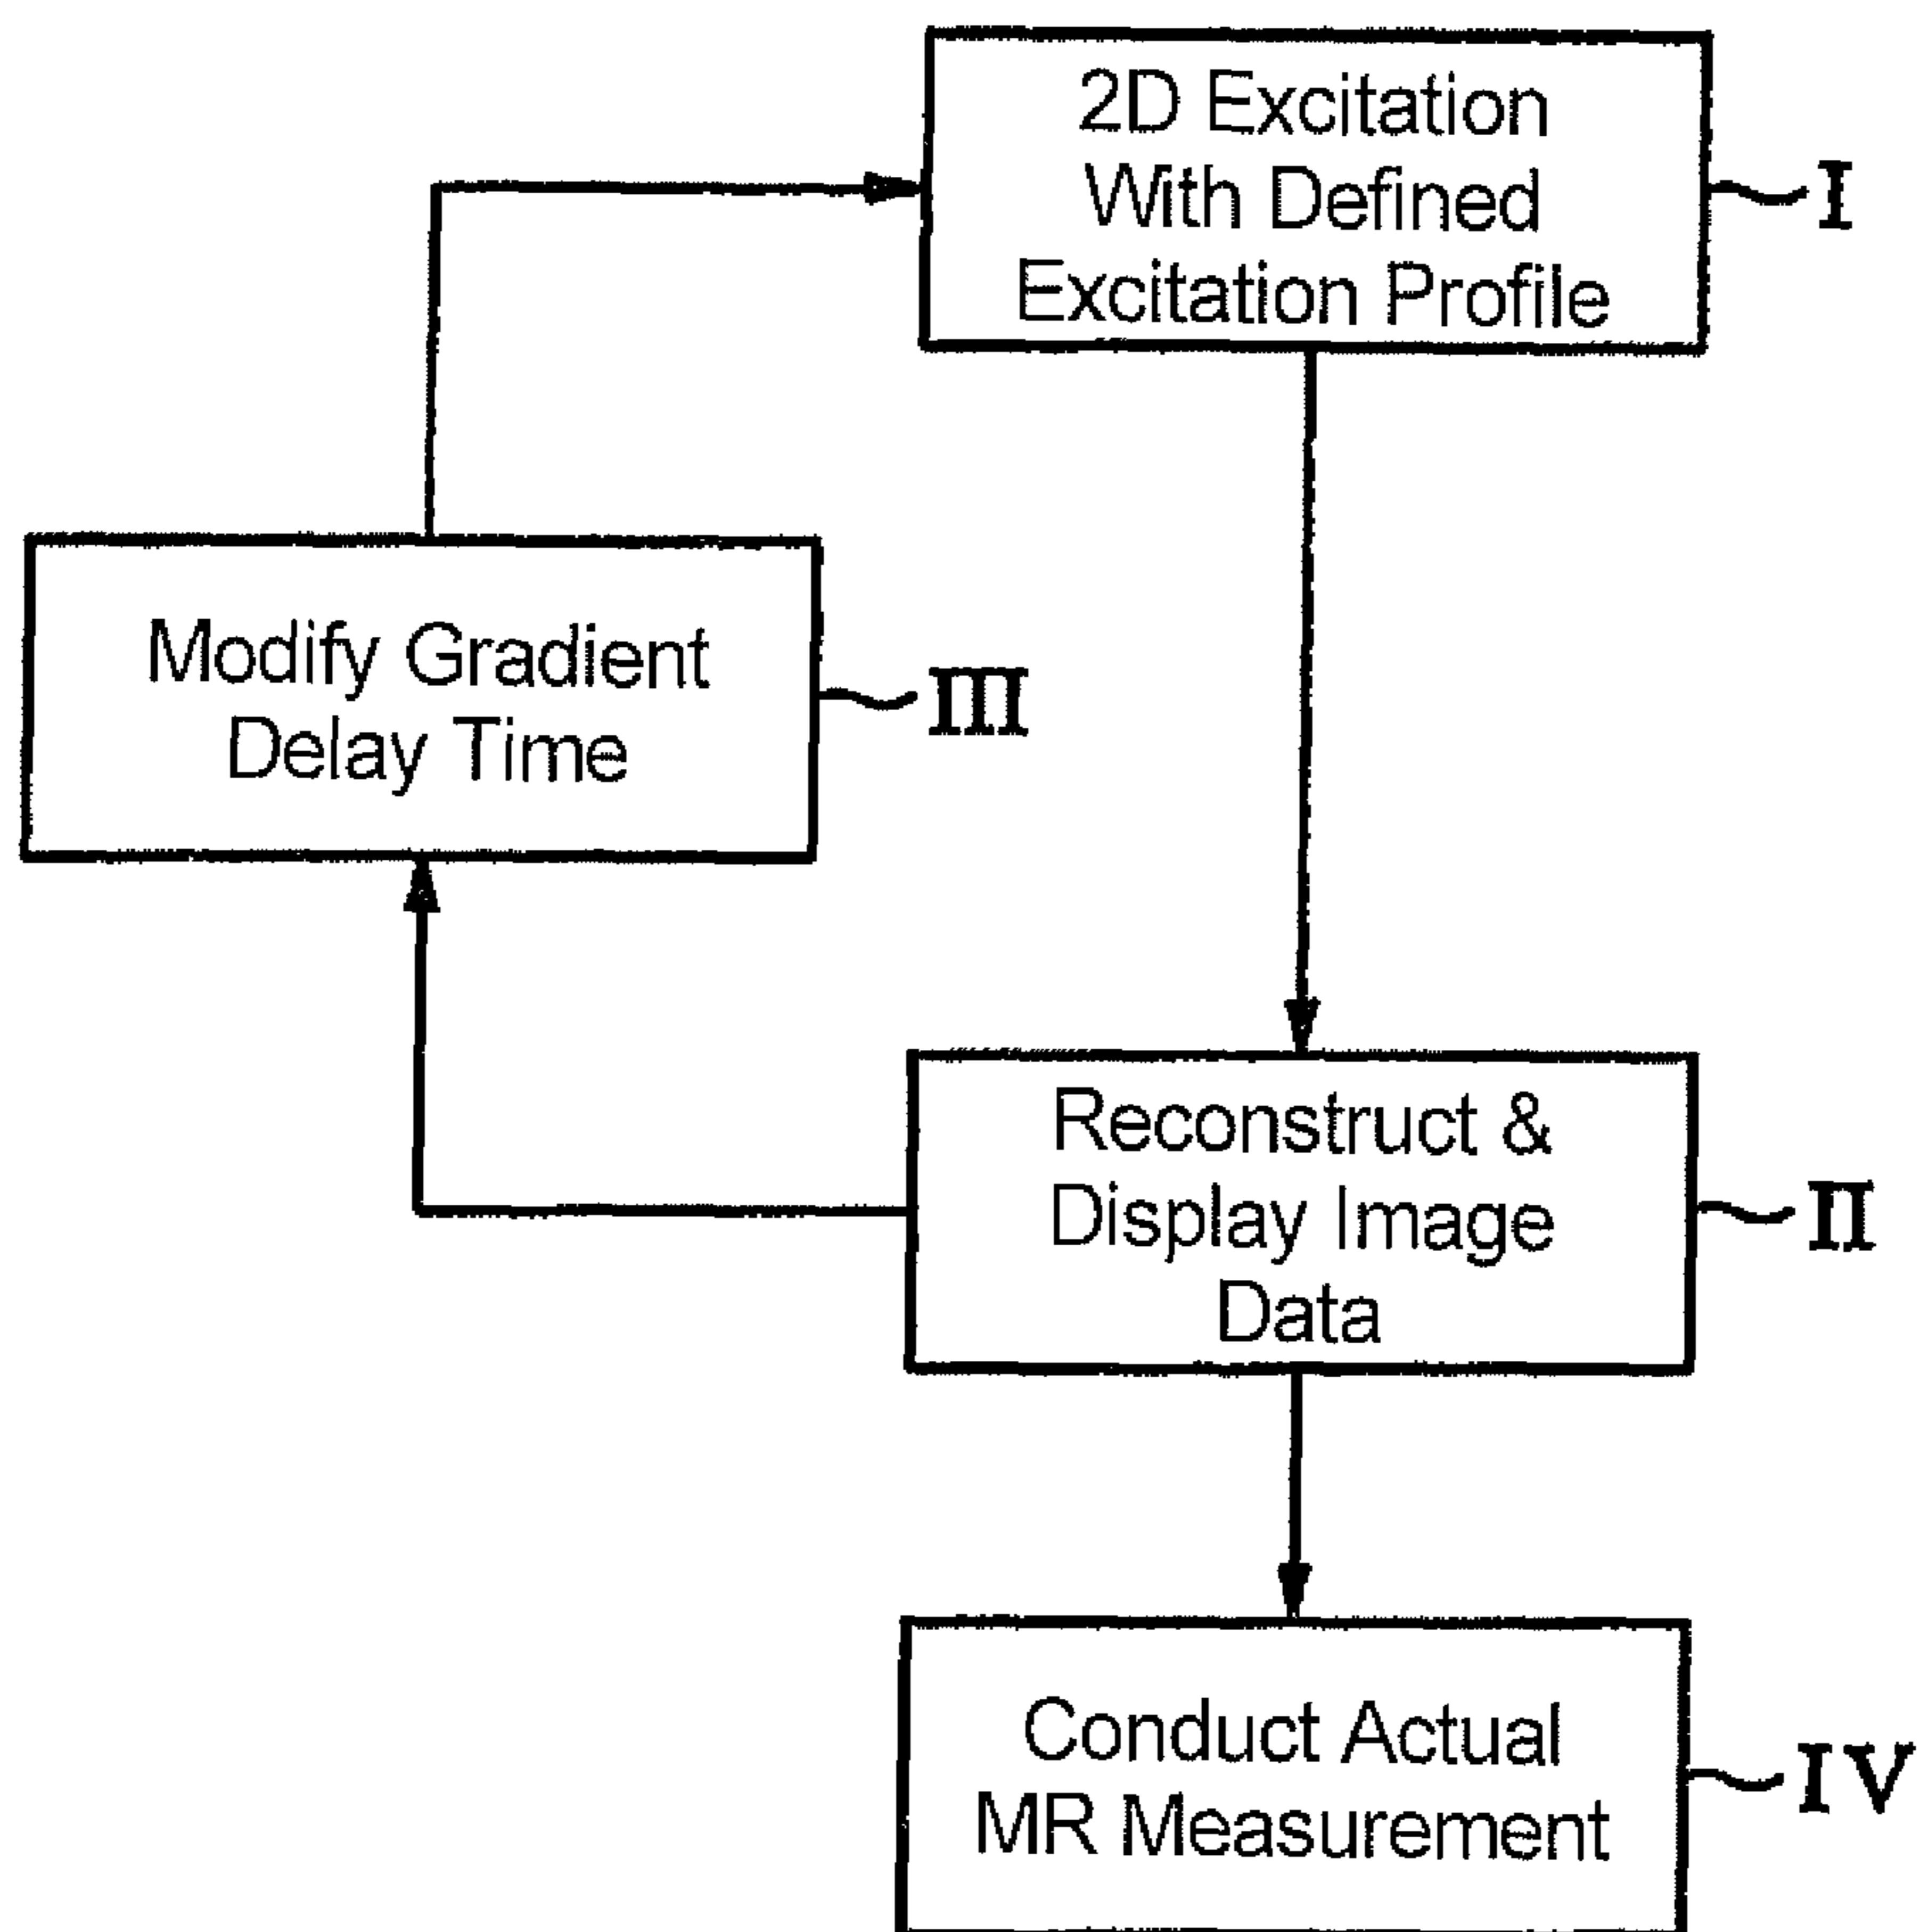 2D Excitation
With Defined
Excitation Profile
I
Modify Gradient
Delay Time
III
Reconstruct &
Display Image
Data
II
Conduct Actual
MR Measurement
IV